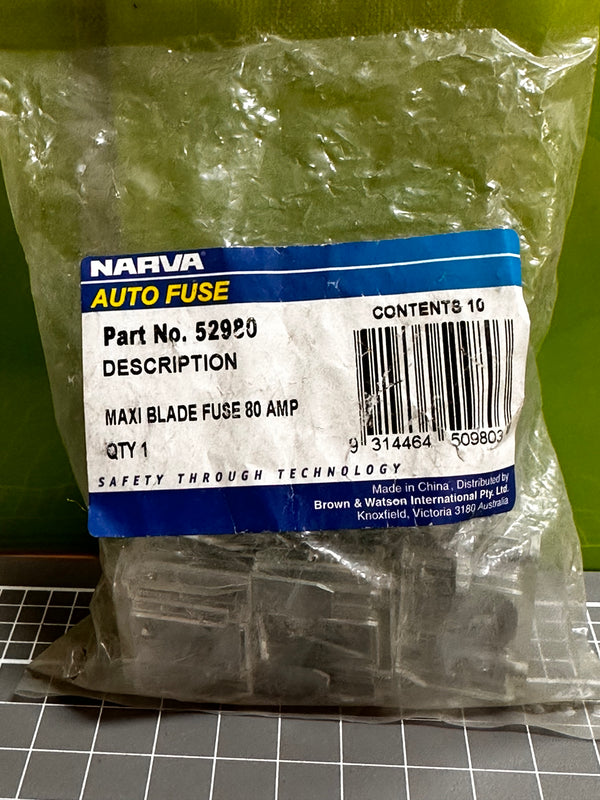 NARVA
AUTO FUSE
CONTENTS 10
Part No. 52980
DESCRIPTION
MAXI BLADE FUSE 80 AMP
QTY 1
9 314464 509803
SAFETY THROUGH TECHNOLOGY
Made in China. Distributed by
Brown & Watson International Pty. Ltd.
Knoxfield, Victoria 3180 Australia